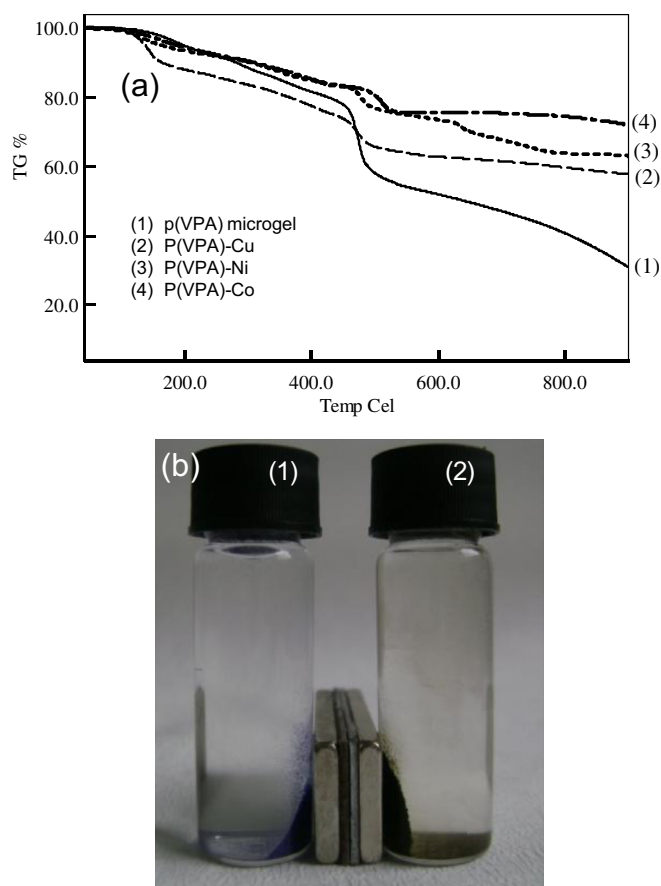 100.0
80.0
60.0
40.0
20.0
TG %
(a)
(4)
(3)
(2)
(1)
(1) p(VPA) microgel
(2) P(VPA)-Cu
(3) P(VPA)-Ni
(4) P(VPA)-Co
200.0 400.0 600.0 800.0
Temp Cel
(b) (1) (2)